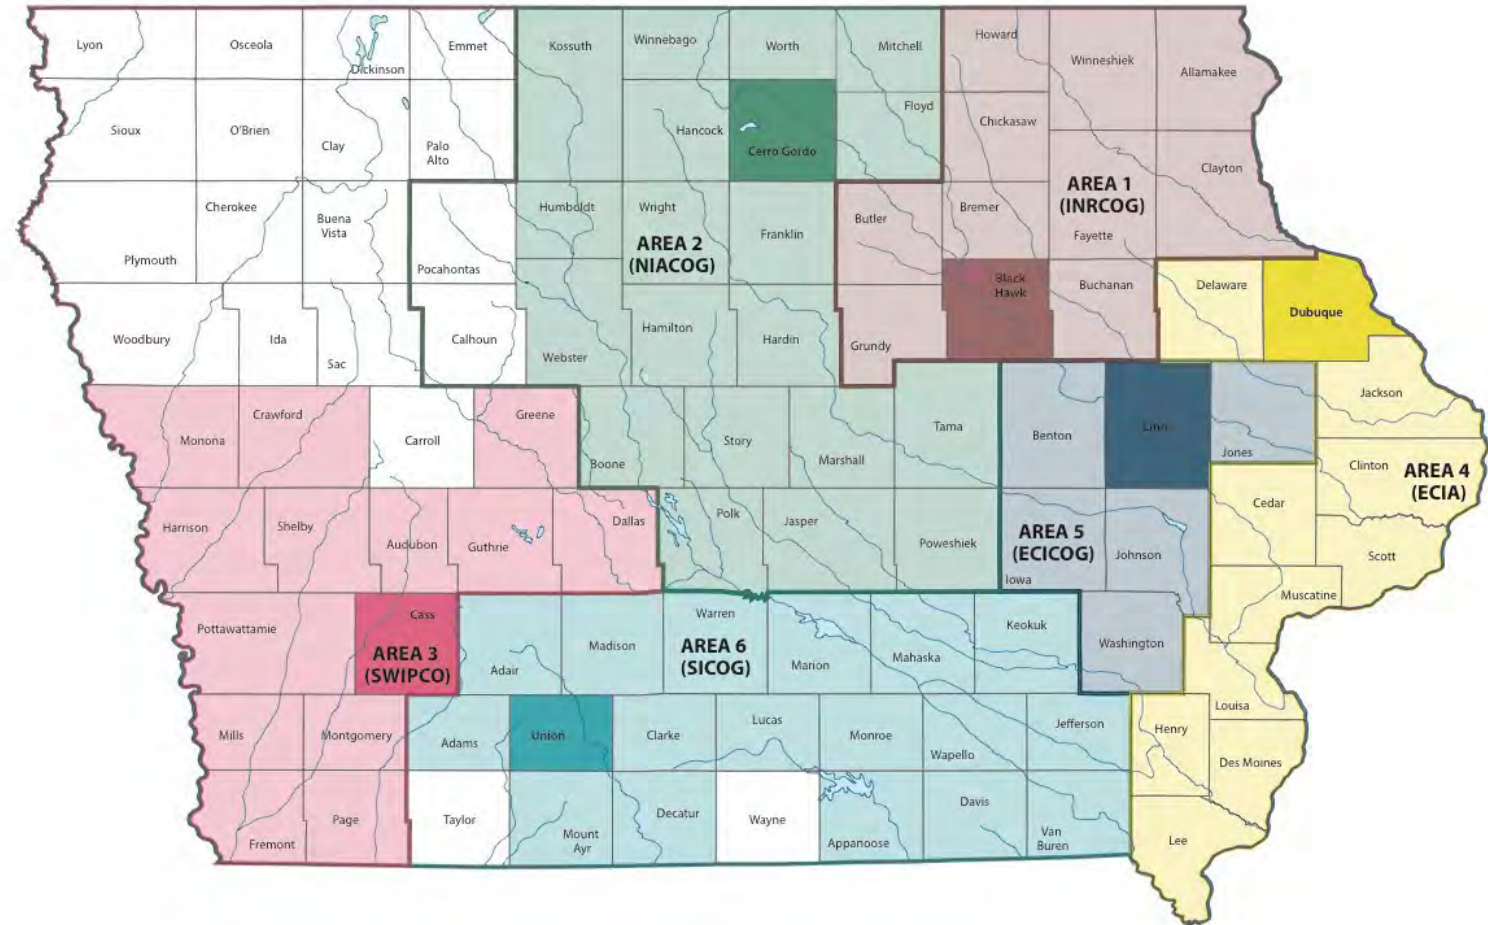 Lyon
Osceola
Dickinson
Emmet
Kossuth
Winnebago
Worth
Mitchell
Howard
Winneshiek
Allamakee
Sioux
O'Brien
Clay
Palo
Alto
Hancock
Cerro Gordo
Floyd
Chickasaw
Clayton
AREA 1
(INRCOG)
Plymouth
Cherokee
Buena
Vista
Pocahontas
Humboldt
Wright
AREA 2
(NIACOG)
Franklin
Butler
Bremer
Fayette
Woodbury
Ida
Sac
Calhoun
Webster
Hamilton
Hardin
Grundy
Black
Hawk
Buchanan
Delaware
Dubuque
Monona
Crawford
Carroll
Greene
Boone
Story
Marshall
Tama
Benton
Linn
Jones
Jackson
Clinton
AREA 4
(ECIA)
Harrison
Shelby
Audubon
Guthrie
Dallas
Polk
Jasper
Poweshiek
AREA 5
(ECICOG)
Iowa
Johnson
Cedar
Scott
Muscatine
Pottawattamie
Cass
AREA 3
(SWIPCO)
Adair
Madison
Warren
AREA 6
(SICOG)
Marion
Mahaska
Keokuk
Washington
Louisa
Mills
Montgomery
Adams
Union
Clarke
Lucas
Monroe
Wapello
Jefferson
Henry
Des Moines
Fremont
Page
Taylor
Mount
Ayr
Decatur
Wayne
Appanoose
Davis
Van
Buren
Lee